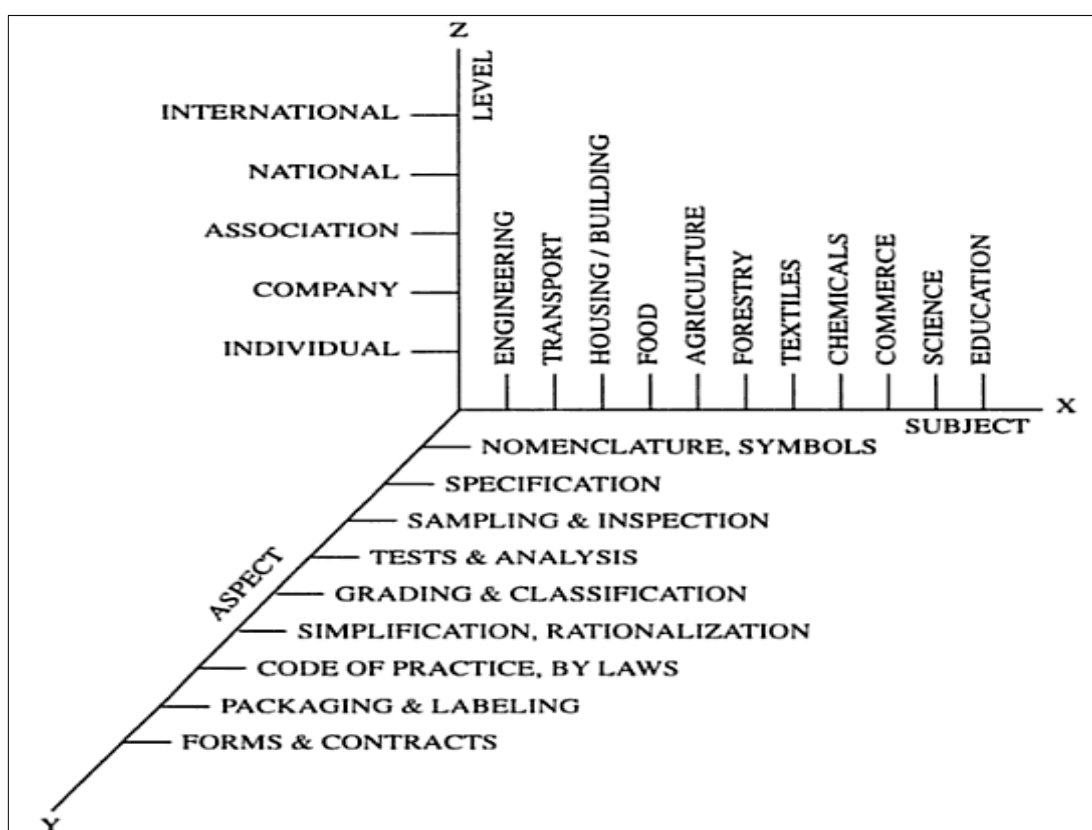 Z
LEVEL
INTERNATIONAL
NATIONAL
ASSOCIATION
COMPANY
INDIVIDUAL
ENGINEERING
TRANSPORT
HOUSING / BUILDING
FOOD
AGRICULTURE
FORESTRY
TEXTILES
CHEMICALS
COMMERCE
SCIENCE
EDUCATION
X
SUBJECT
NOMENCLATURE, SYMBOLS
SPECIFICATION
SAMPLING & INSPECTION
TESTS & ANALYSIS
ASPECT
GRADING & CLASSIFICATION
SIMPLIFICATION, RATIONALIZATION
CODE OF PRACTICE, BY LAWS
PACKAGING & LABELING
FORMS & CONTRACTS
Y